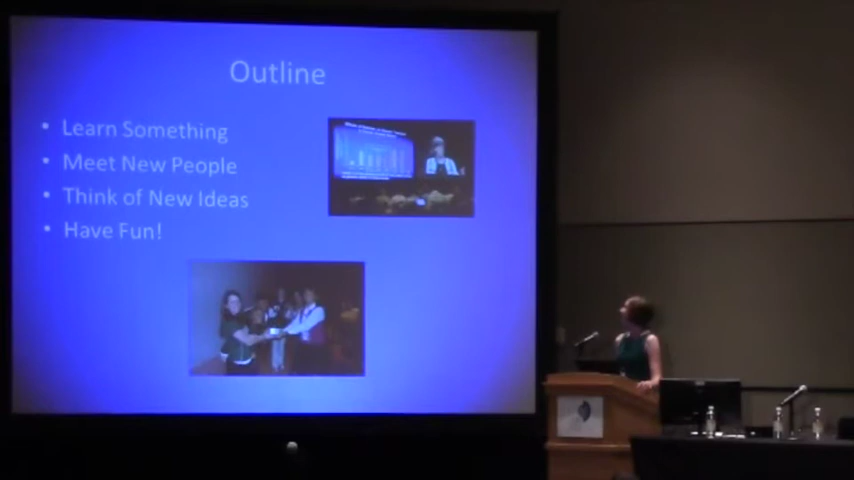 Outline
• Learn Something
• Meet New People
• Think of New Ideas
• Have Fun!